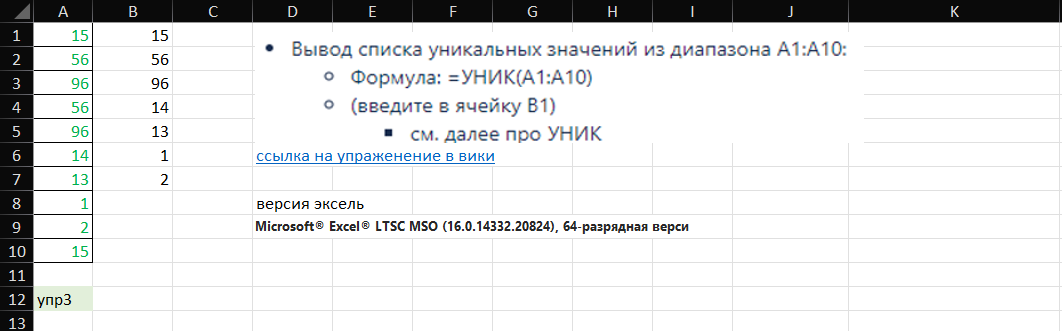 A B C D E F G H I J K
1 15 15
• Вывод списка уникальных значений из диапазона A1:A10:
2 56 56
3 96 96 ◦ Формула: =УНИК(A1:A10)
4 56 14 ◦ (введите в ячейку B1)
5 96 13 ▪ см. далее про УНИК
6 14 1 ссылка на упраженение в вики
7 13 2
8 1 версия эксель
9 2 Microsoft® Excel® LTSC MSO (16.0.14332.20824), 64-разрядная верси
10 15
11
12 упр3
13